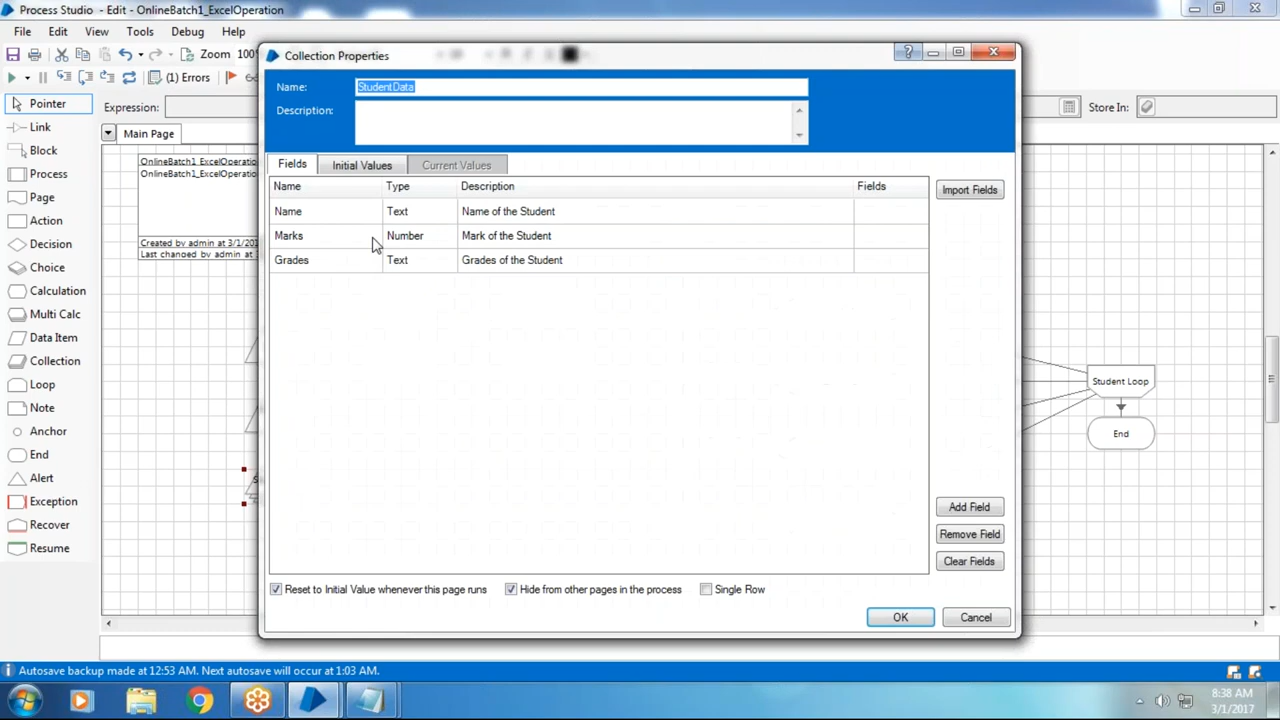 Process Studio - Edit - OnlineBatch1_ExcelOperation
File Edit View Tools Debug Help
Zoom 100
(1) Errors
Expression: Store In:
Main Page
Pointer
Link
Block
Process
Page
Action
Decision
Choice
Calculation
Multi Calc
Data Item
Collection
Loop
Note
Anchor
End
Alert
Exception
Recover
Resume
OnlineBatch1_ExcelOperation
OnlineBatch1_ExcelOperation
Created by admin at 3/1/201
Last changed by admin at
Collection Properties
Name: StudentData
Description:
Fields Initial Values Current Values
Name Type Description Fields
Name Text Name of the Student
Marks Number Mark of the Student
Grades Text Grades of the Student
Import Fields
Add Field
Remove Field
Clear Fields
Reset to Initial Value whenever this page runs Hide from other pages in the process Single Row
OK Cancel
Student Loop
End
Autosave backup made at 12:53 AM. Next autosave will occur at 1:03 AM.
8:38 AM
3/1/2017